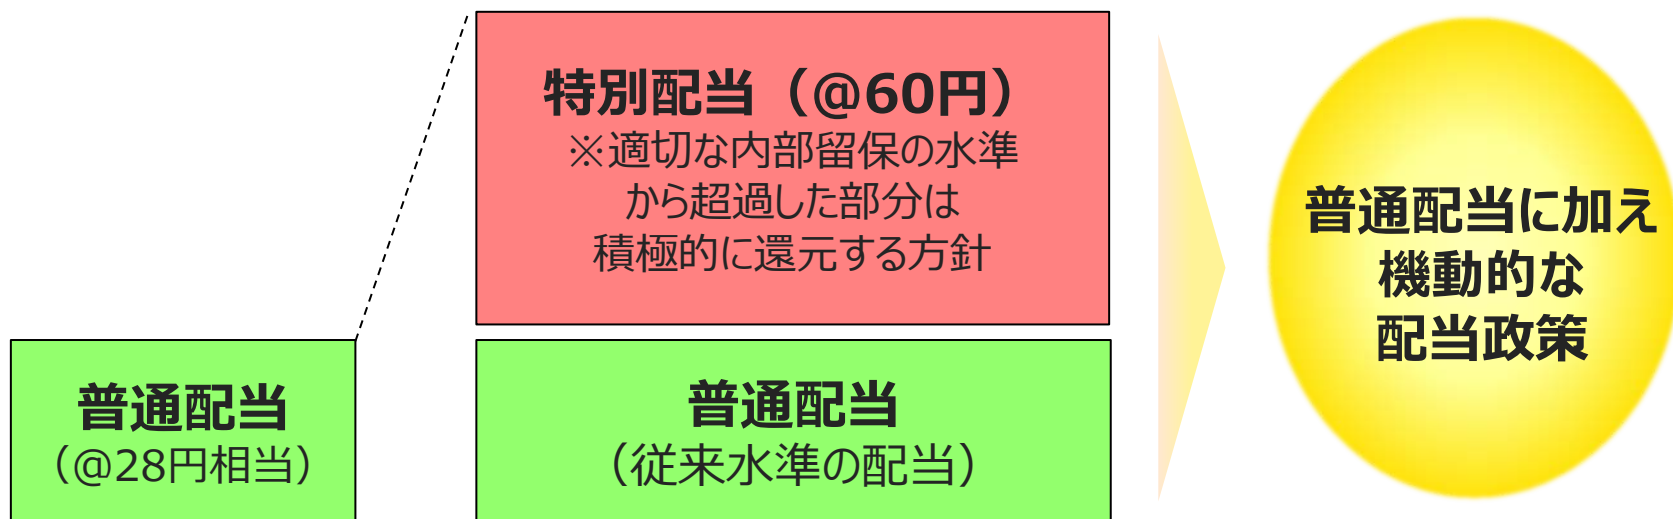 特別配当（@60円）
※適切な内部留保の水準
から超過した部分は
積極的に還元する方針
普通配当
（@28円相当）
普通配当
（従来水準の配当）
普通配当に加え
機動的な
配当政策